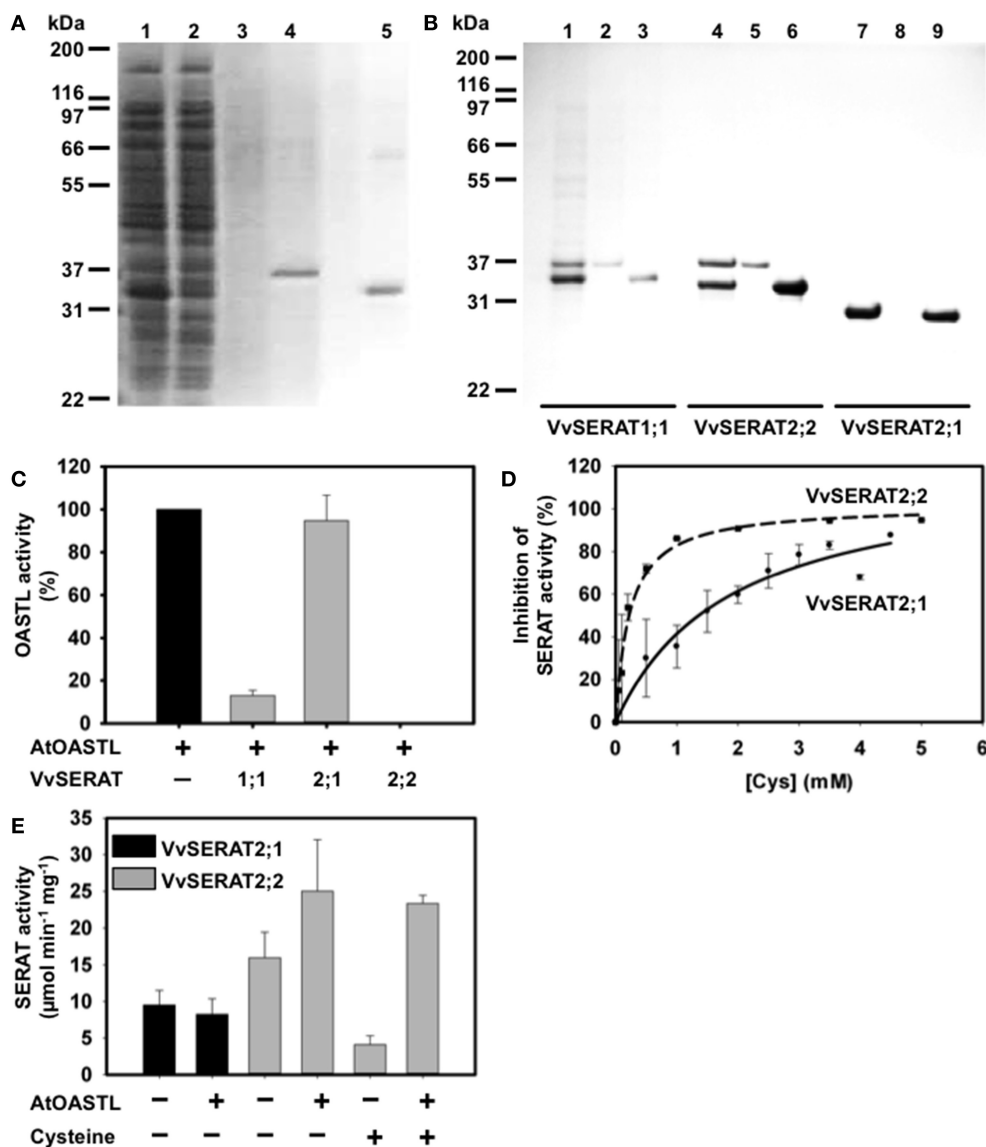 A
kDa
1 2 3 4 5
200
116
97
66
55
37
31
22
B
kDa
1 2 3 4 5 6 7 8 9
200
116
97
66
55
37
31
22
VvSERAT1;1 VvSERAT2;2 VvSERAT2;1
C
120
100
80
60
40
20
0
OASTL activity
(%)
AtOASTL + + + +
VvSERAT – 1;1 2;1 2;2
D
120
100
80
60
40
20
0
Inhibition of
SERAT activity (%)
VvSERAT2;2
VvSERAT2;1
0 1 2 3 4 5 6
[Cys] (mM)
E
35
30
25
20
15
10
5
0
SERAT activity
(µmol min-1 mg-1)
VvSERAT2;1
VvSERAT2;2
AtOASTL – + – + – +
Cysteine – – – – + +